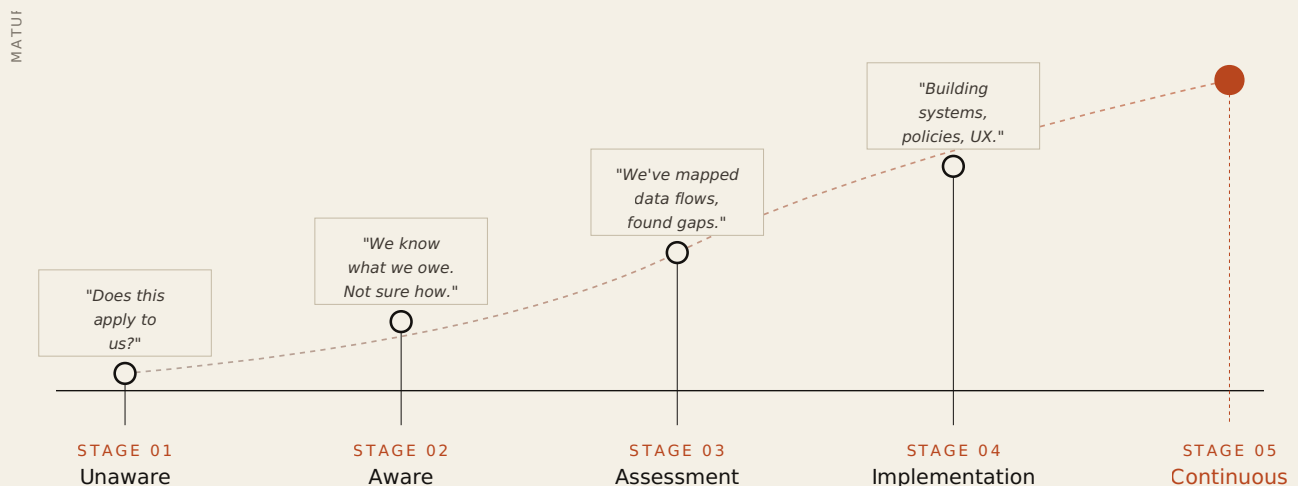 "Building
systems,
policies, UX."
"We've mapped
data flows,
found gaps."
"We know
what we owe.
Not sure how."
"Does this
apply to
us?"
STAGE 01
STAGE 02
STAGE 03
STAGE 04
STAGE 05
Unaware
Aware
Assessment
Implementation
Continuous